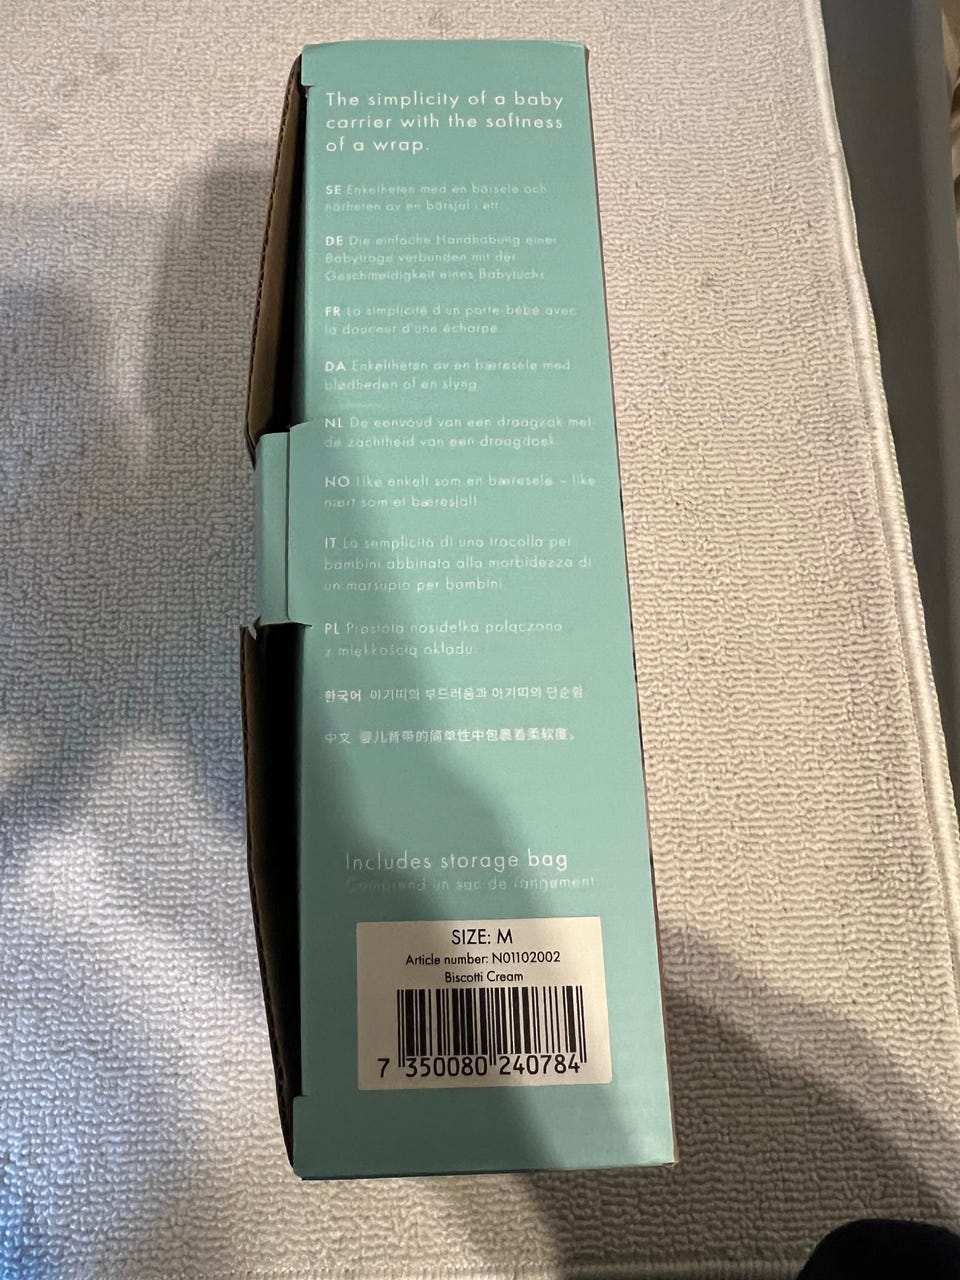 The simplicity of a baby
carrier with the softness
of a wrap.
SE Enkelheten med en bärsele och
närheten av en bärsjal i ett
DE Die einfache Handhabung einer
Babytrage verbunden mit der
Geschmeidigkeit eines Babytuchs
FR La simplicité d'un porte-bébé avec
la douceur d'une écharpe
DA Enkeltheten av en bæresele med
blødheden of en slyng
NL De eenvoud van een draagzak met
de zachtheid van een draagdoek.
NO like enkelt som en bæresele – like
nært som et bæresjal!
IT La semplicità di una tracolla per
bambini abbinata alla morbidezza di
un marsupio per bambini.
PL Prostota nosidełka połączona
z miękkością okładu.
한국어 아기띠의 부드러움과 아기띠의 단순함
中文 婴儿背带的简单性中包裹着柔软度。
Includes storage bag
Comprend un sac de rangement
SIZE: M
Article number: N01102002
Biscotti Cream
7 350080 240784